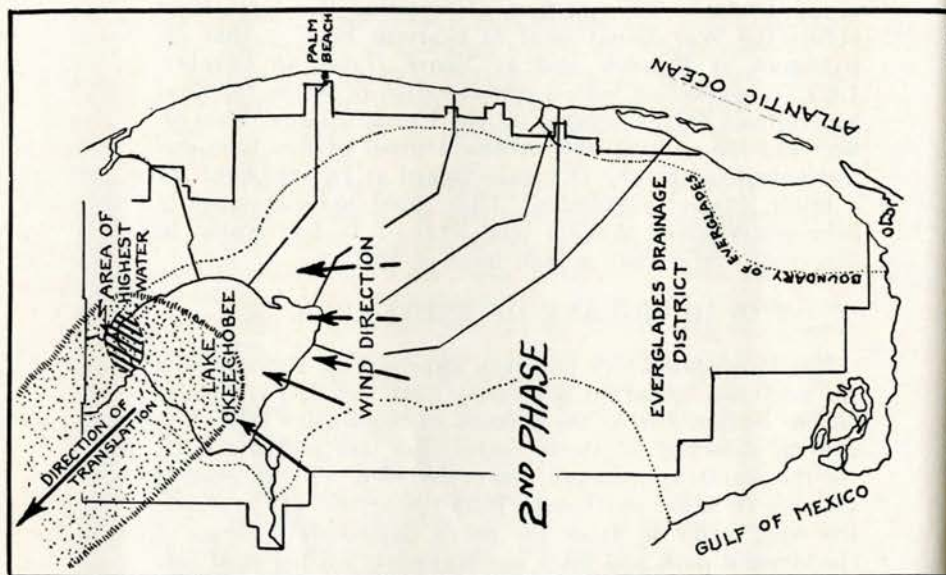 PALM
BEACH
ATLANTIC OCEAN
AREA OF
HIGHEST
WATER
LAKE
OKEECHOBEE
WIND DIRECTION
DIRECTION OF
TRANSLATION
2ND PHASE
EVERGLADES DRAINAGE
DISTRICT
BOUNDARY OF EVERGLADES
GULF OF MEXICO